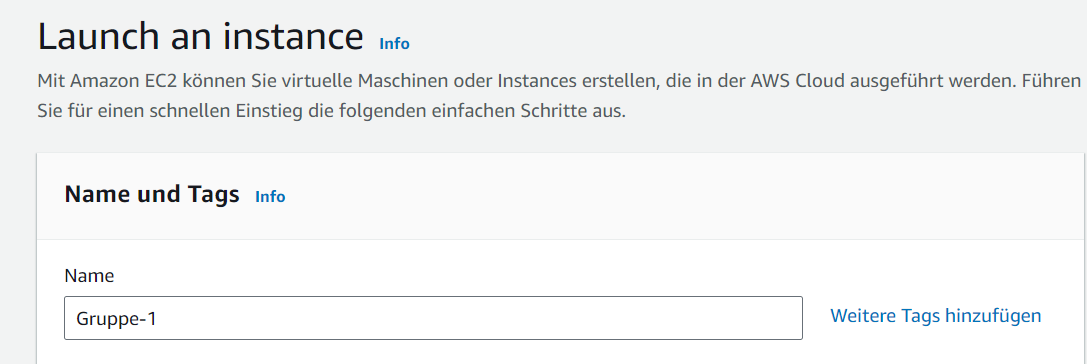 Launch an instance Info
Mit Amazon EC2 können Sie virtuelle Maschinen oder Instances erstellen, die in der AWS Cloud ausgeführt werden. Führen
Sie für einen schnellen Einstieg die folgenden einfachen Schritte aus.
Name und Tags Info
Name
Gruppe-1 Weitere Tags hinzufügen